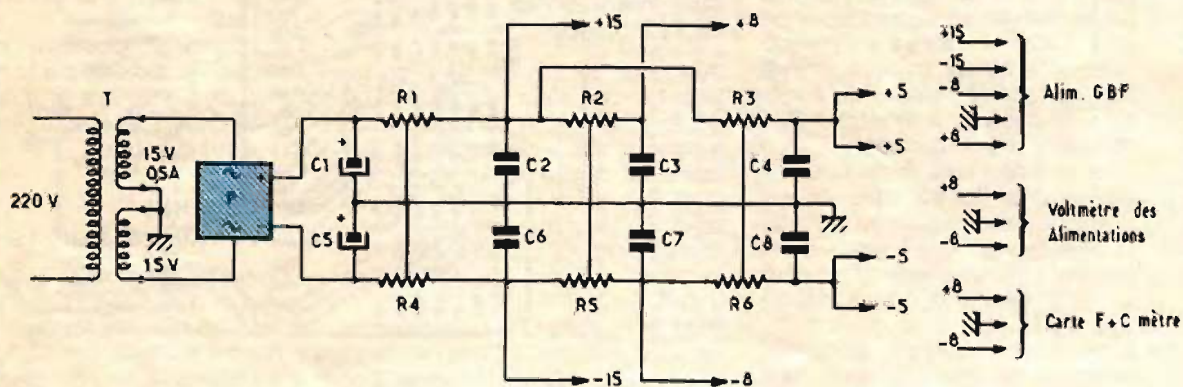 T
220 V
15V
0,5A
15V
P
+
C1
+
C5
+
R1
R2
R3
R4
R5
R6
C2
C3
C4
C6
C7
C8
+15
+8
+5
+5
-5
-5
-15
-8
+15
-15
-8
+8
Alim. GBF
+8
-8
Voltmètre des
Alimentations
+8
-8
Carte F+C mètre